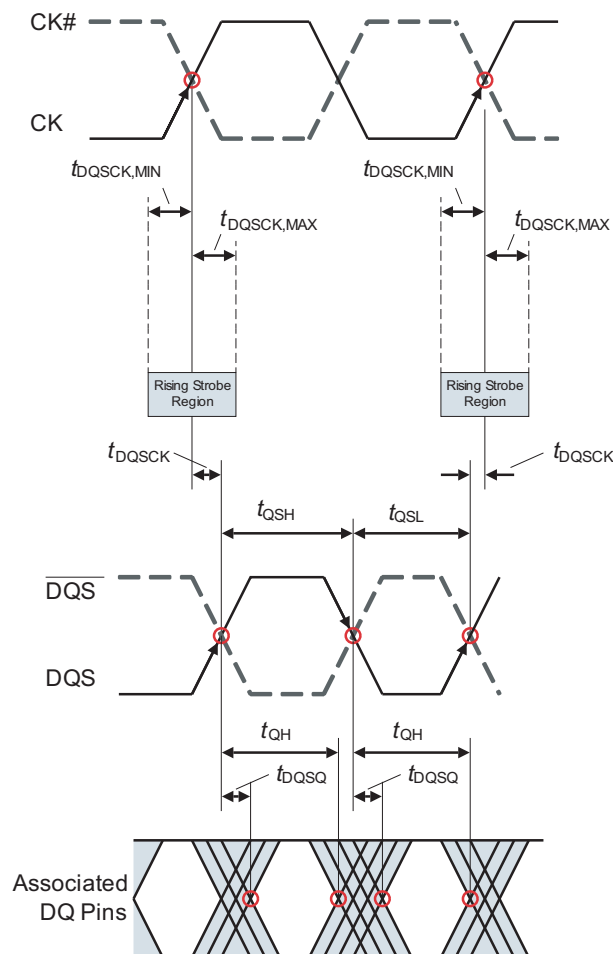 CK#
CK
tDQSCK,MIN
tDQSCK,MIN
tDQSCK,MAX
tDQSCK,MAX
Rising Strobe
Region
Rising Strobe
Region
tDQSCK
tDQSCK
tQSH
tQSL
DQS
DQS
tQH
tQH
tDQSQ
tDQSQ
Associated
DQ Pins